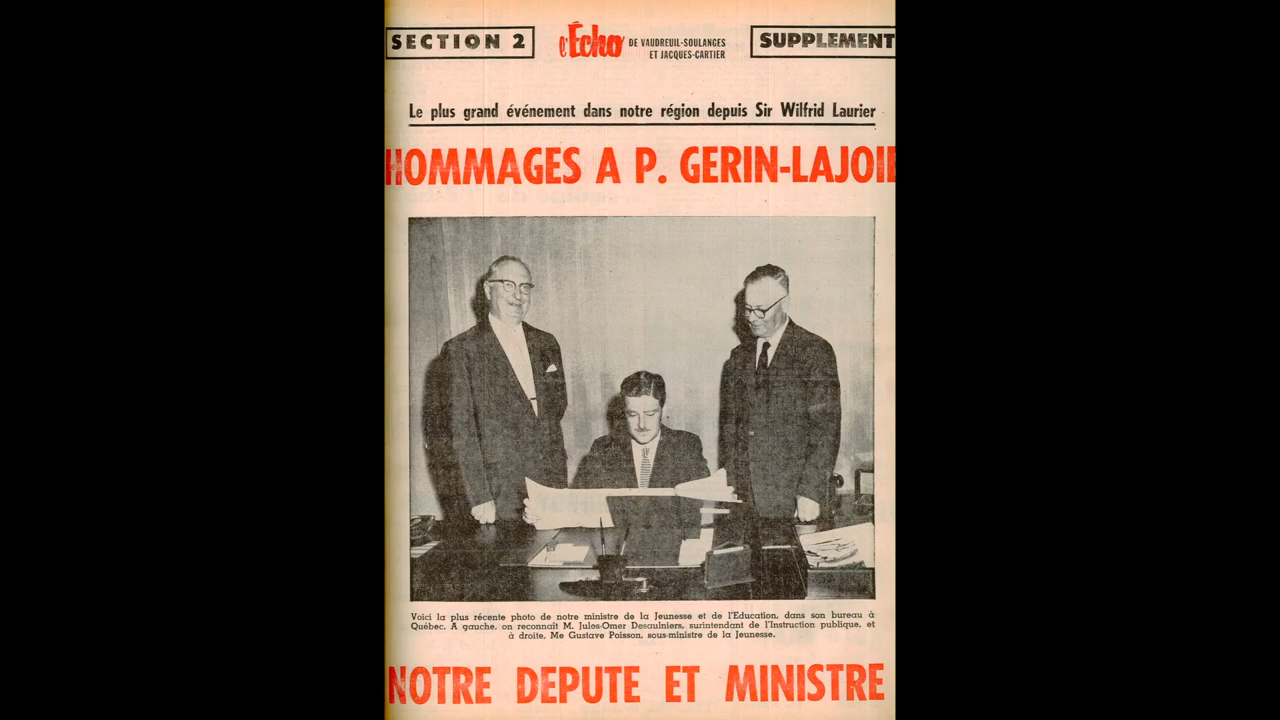 SECTION 2
l'Écho DE VAUDREUIL-SOULANGES
ET JACQUES-CARTIER
SUPPLEMENT
Le plus grand événement dans notre région depuis Sir Wilfrid Laurier
HOMMAGES A P. GERIN-LAJOIE
Voici la plus récente photo de notre ministre de la Jeunesse et de l'Education, dans son bureau à
Québec. A gauche, on reconnaît M. Jules-Omer Desaulniers, surintendant de l'Instruction publique, et
à droite, Me Gustave Poisson, sous-ministre de la Jeunesse.
NOTRE DEPUTE ET MINISTRE